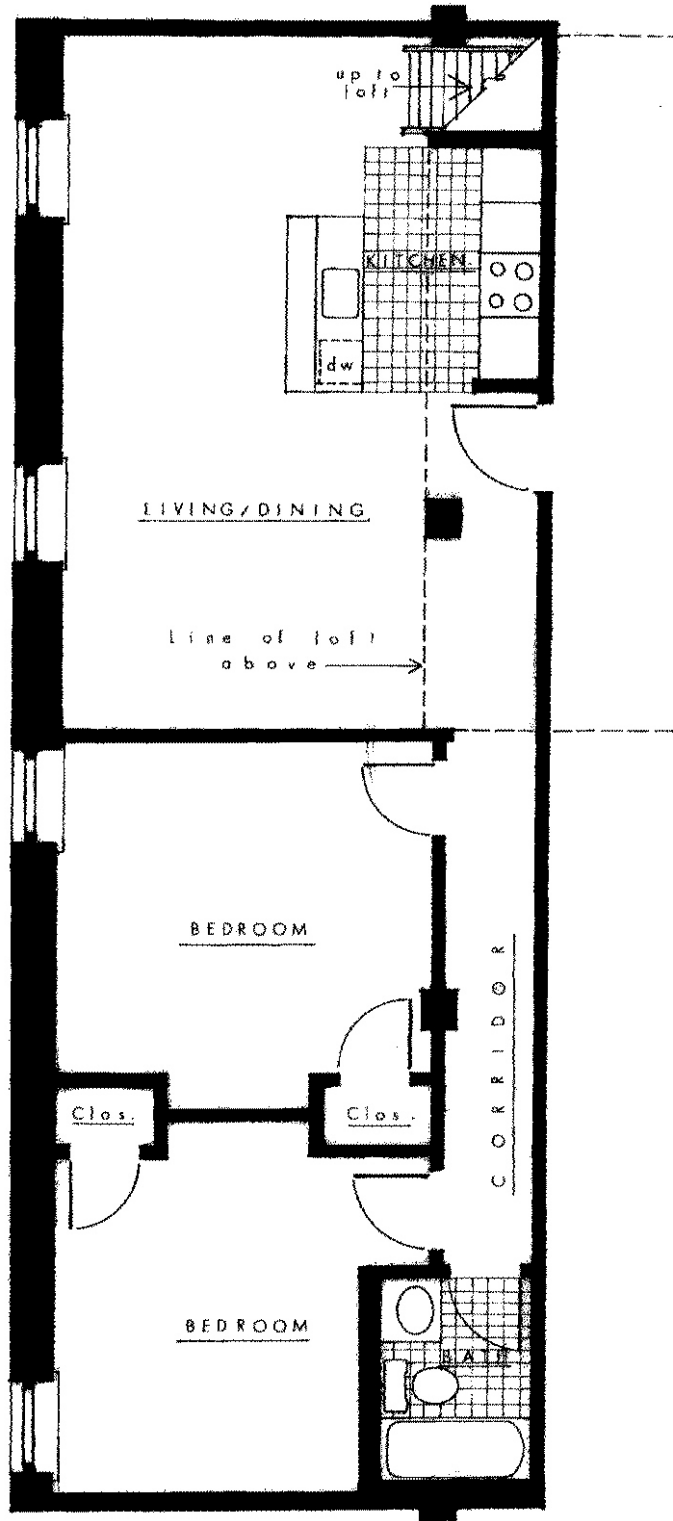 up to
loft
KITCHEN
dw
LIVING/DINING
Line of loft
above
BEDROOM
CORRIDOR
Clos.
Clos.
BEDROOM
BATH